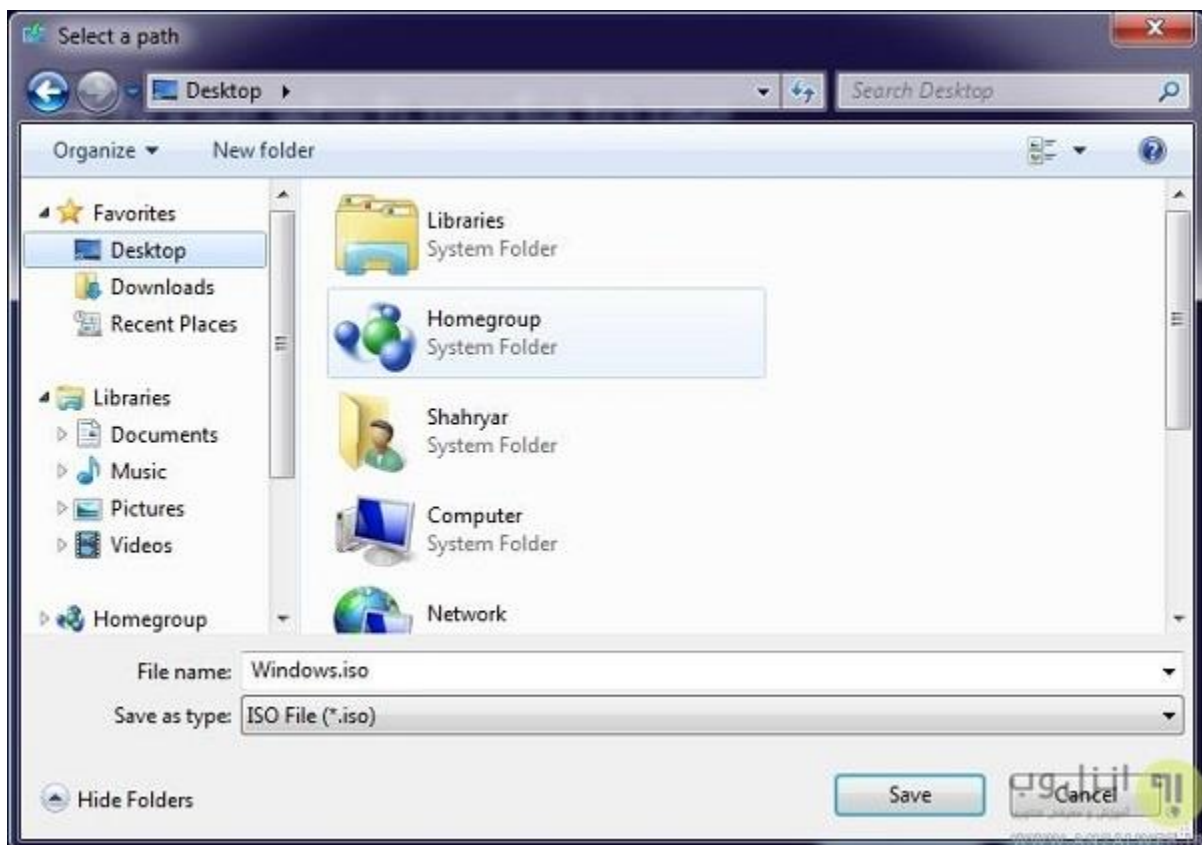 Select a path
Desktop
Search Desktop
Organize
New folder
Favorites
Desktop
Downloads
Recent Places
Libraries
Documents
Music
Pictures
Videos
Homegroup
Libraries
System Folder
Homegroup
System Folder
Shahryar
System Folder
Computer
System Folder
Network
File name: Windows.iso
Save as type: ISO File (*.iso)
Hide Folders
Save
Cancel
انزل وب